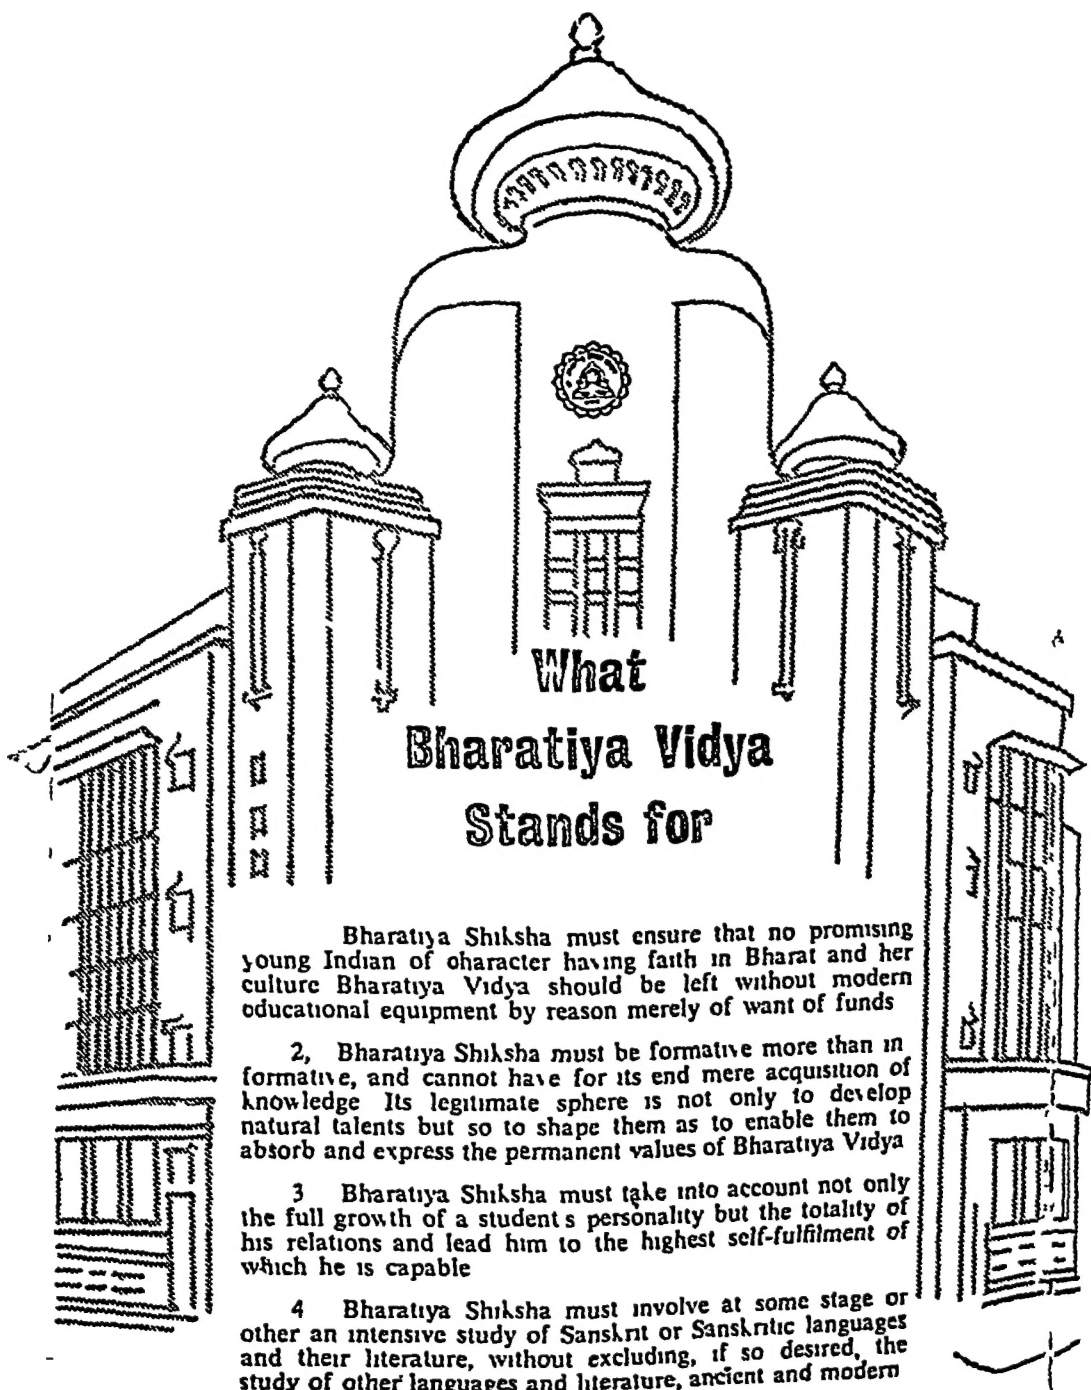 What
Bharatiya Vidya
Stands for
Bharatiya Shiksha must ensure that no promising
young Indian of oharacter having faith in Bharat and her
culture Bharatiya Vidya should be left without modern
oducational equipment by reason merely of want of funds
2, Bharatiya Shiksha must be formative more than in
formative, and cannot have for its end mere acquisition of
knowledge Its legitimate sphere is not only to develop
natural talents but so to shape them as to enable them to
absorb and express the permanent values of Bharatiya Vidya
3 Bharatiya Shiksha must take into account not only
the full growth of a student s personality but the totality of
his relations and lead him to the highest self-fulfilment of
which he is capable
4 Bharatiya Shiksha must involve at some stage or
other an intensive study of Sanskrit or Sanskritic languages
and their literature, without excluding, if so desired, the
study of other languages and literature, ancient and modern